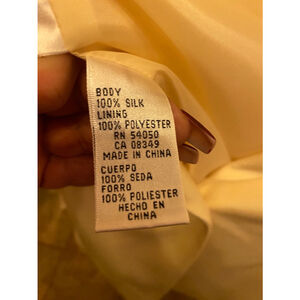 BODY
100% SILK
LINING
100% POLYESTER
RN 54050
CA 08349
MADE IN CHINA
CUERPO
100% SEDA
FORRO
100% POLIESTER
HECHO EN
CHINA